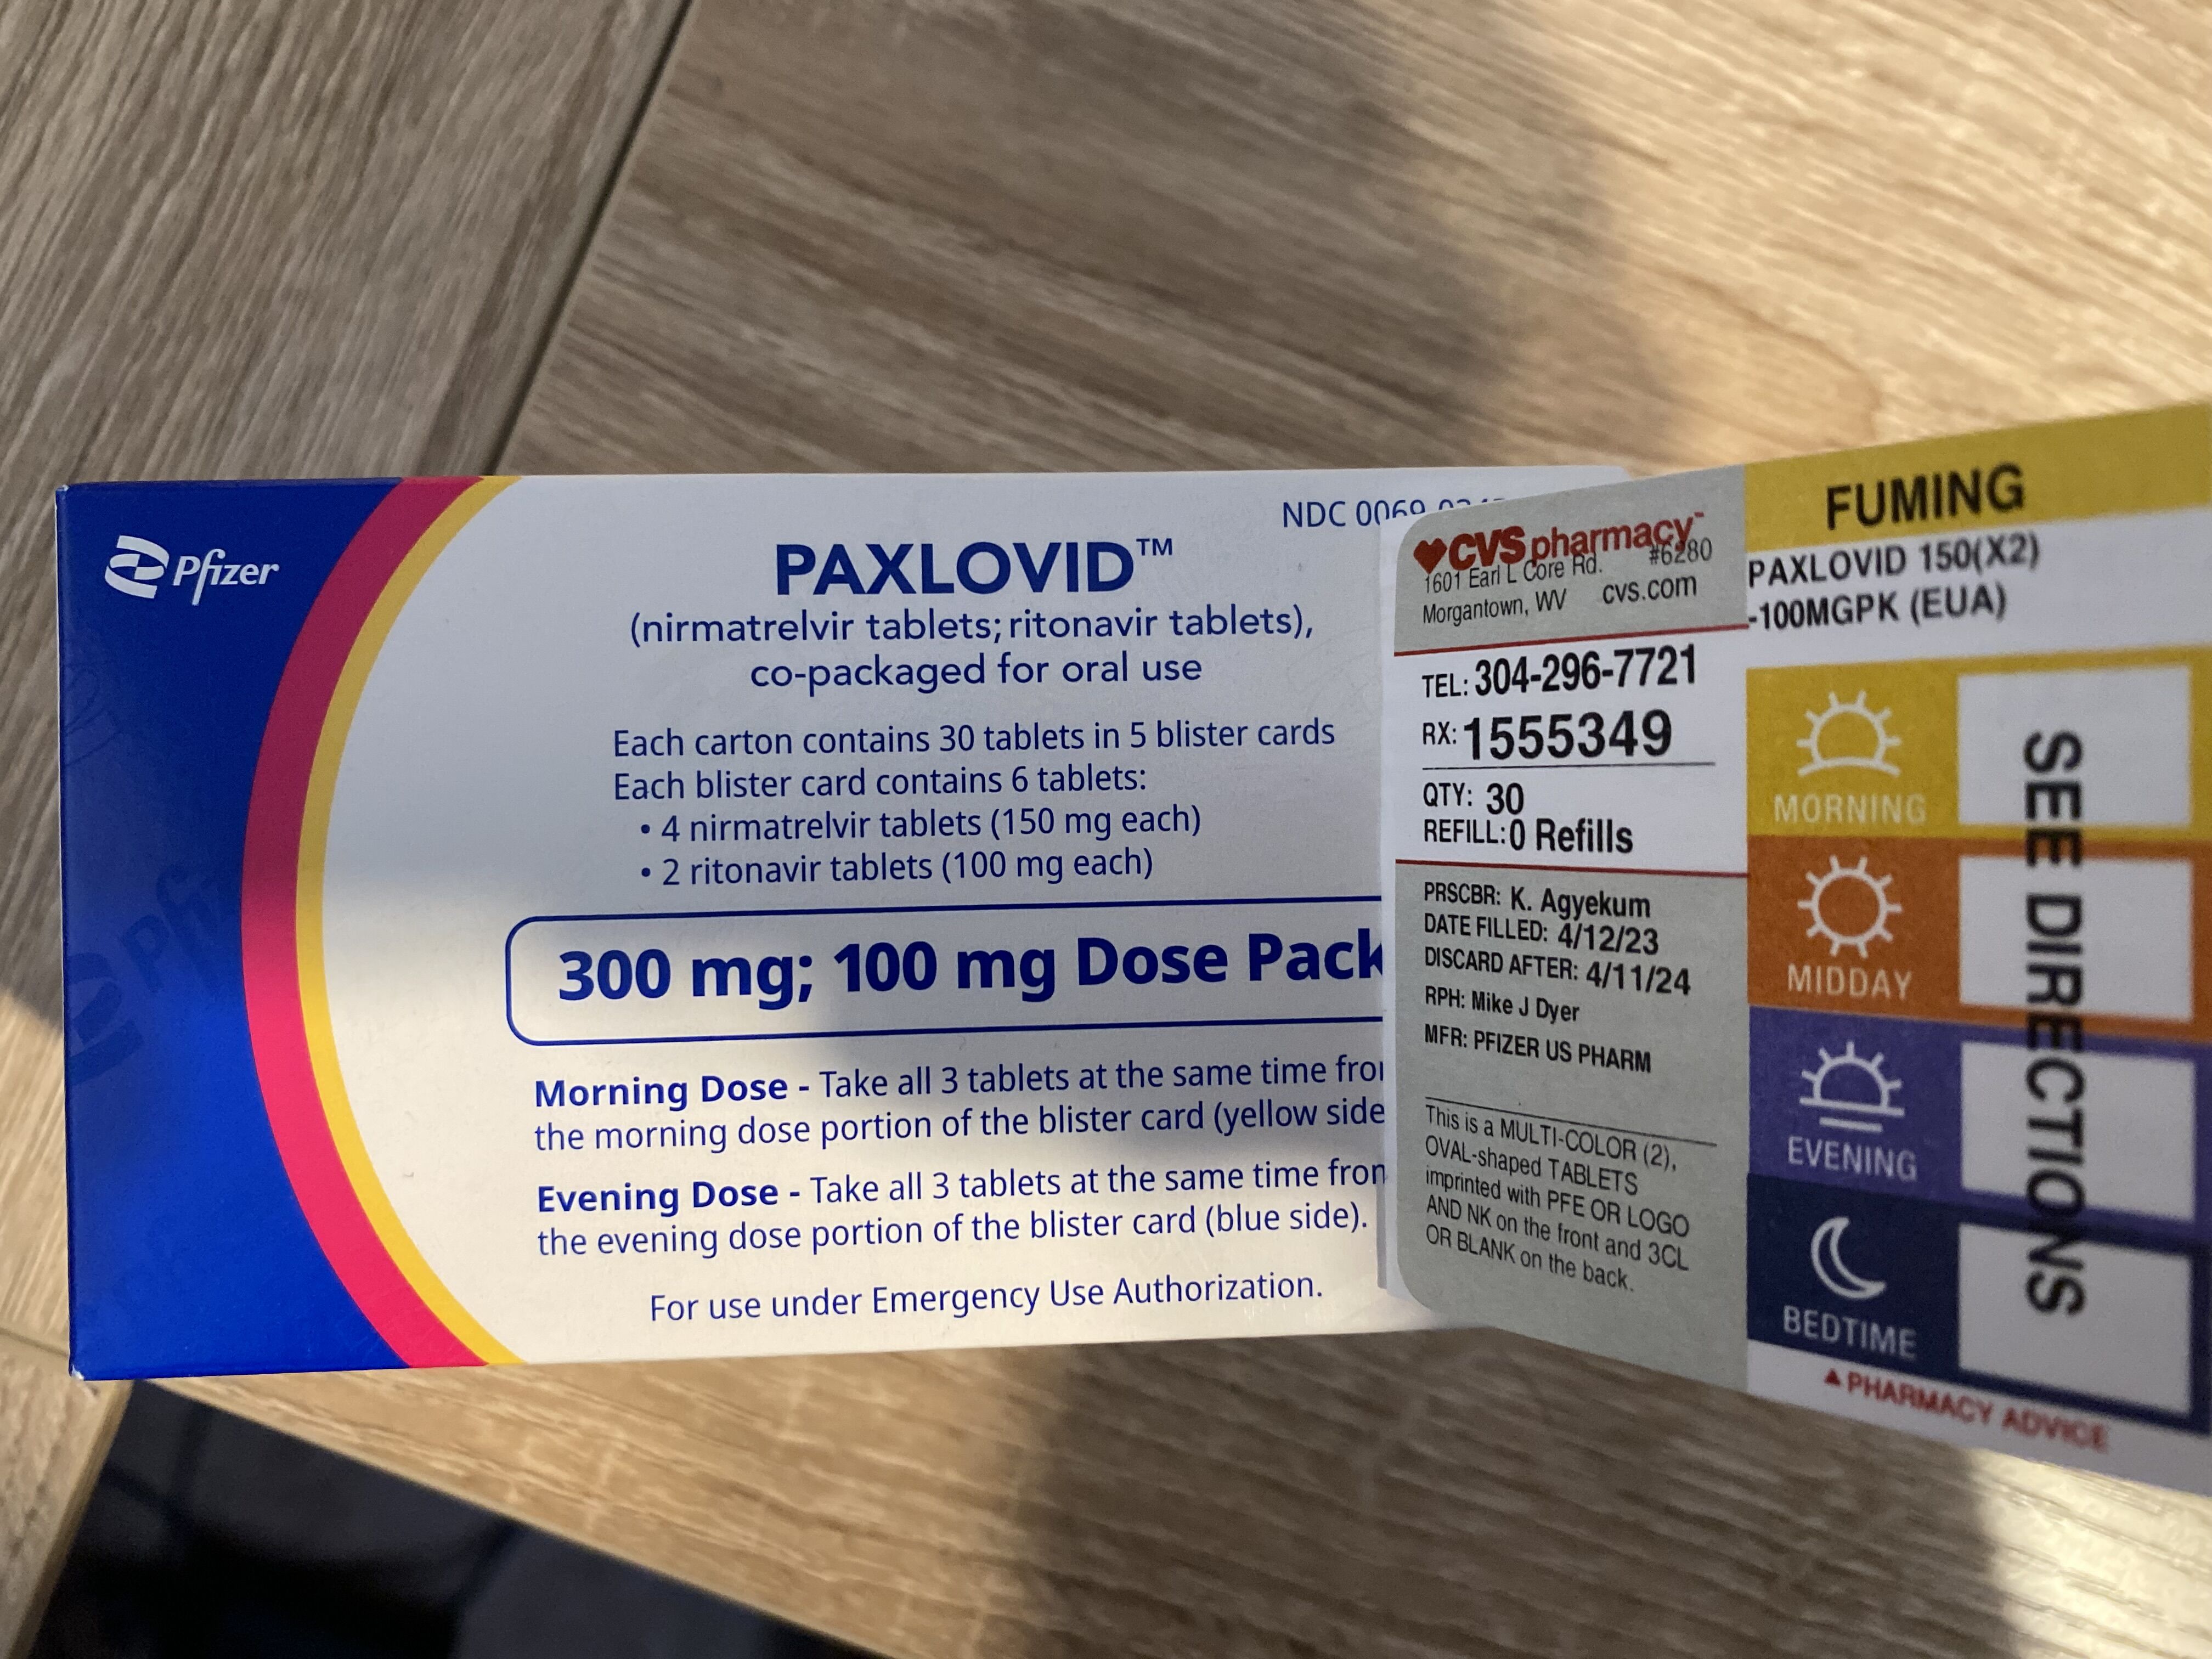 Pfizer
NDC 0069
PAXLOVID™
(nirmatrelvir tablets; ritonavir tablets),
co-packaged for oral use
Each carton contains 30 tablets in 5 blister cards
Each blister card contains 6 tablets:
• 4 nirmatrelvir tablets (150 mg each)
• 2 ritonavir tablets (100 mg each)
300 mg; 100 mg Dose Pack
Morning Dose - Take all 3 tablets at the same time from
the morning dose portion of the blister card (yellow side
Evening Dose - Take all 3 tablets at the same time from
the evening dose portion of the blister card (blue side).
For use under Emergency Use Authorization.
CVS pharmacy™
#6280
1601 Earl L Core Rd.
Morgantown, WV cvs.com
TEL: 304-296-7721
RX: 1555349
QTY: 30
REFILL: 0 Refills
PRSCBR: K. Agyekum
DATE FILLED: 4/12/23
DISCARD AFTER: 4/11/24
RPH: Mike J Dyer
MFR: PFIZER US PHARM
This is a MULTI-COLOR (2),
OVAL-shaped TABLETS
imprinted with PFE OR LOGO
AND NK on the front and 3CL
OR BLANK on the back.
FUMING
PAXLOVID 150(X2)
-100MGPK (EUA)
MORNING
MIDDAY
EVENING
BEDTIME
SEE DIRECTIONS
▲PHARMACY ADVICE